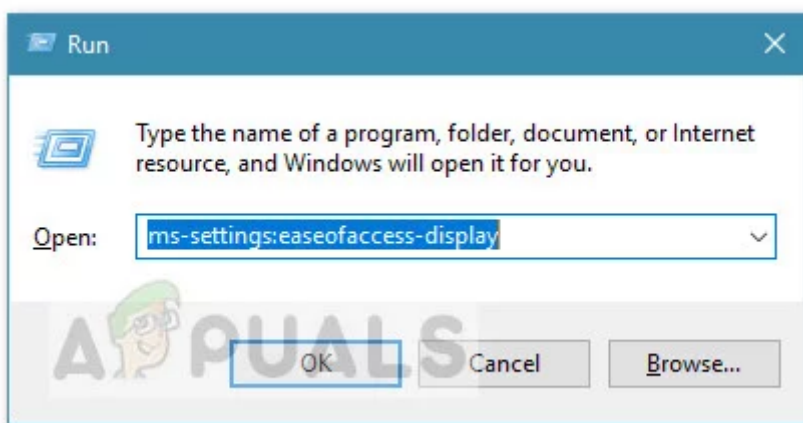 Run
Type the name of a program, folder, document, or Internet
resource, and Windows will open it for you.
Open: ms-settings:easeofaccess-display
APPUALS
OK Cancel Browse...